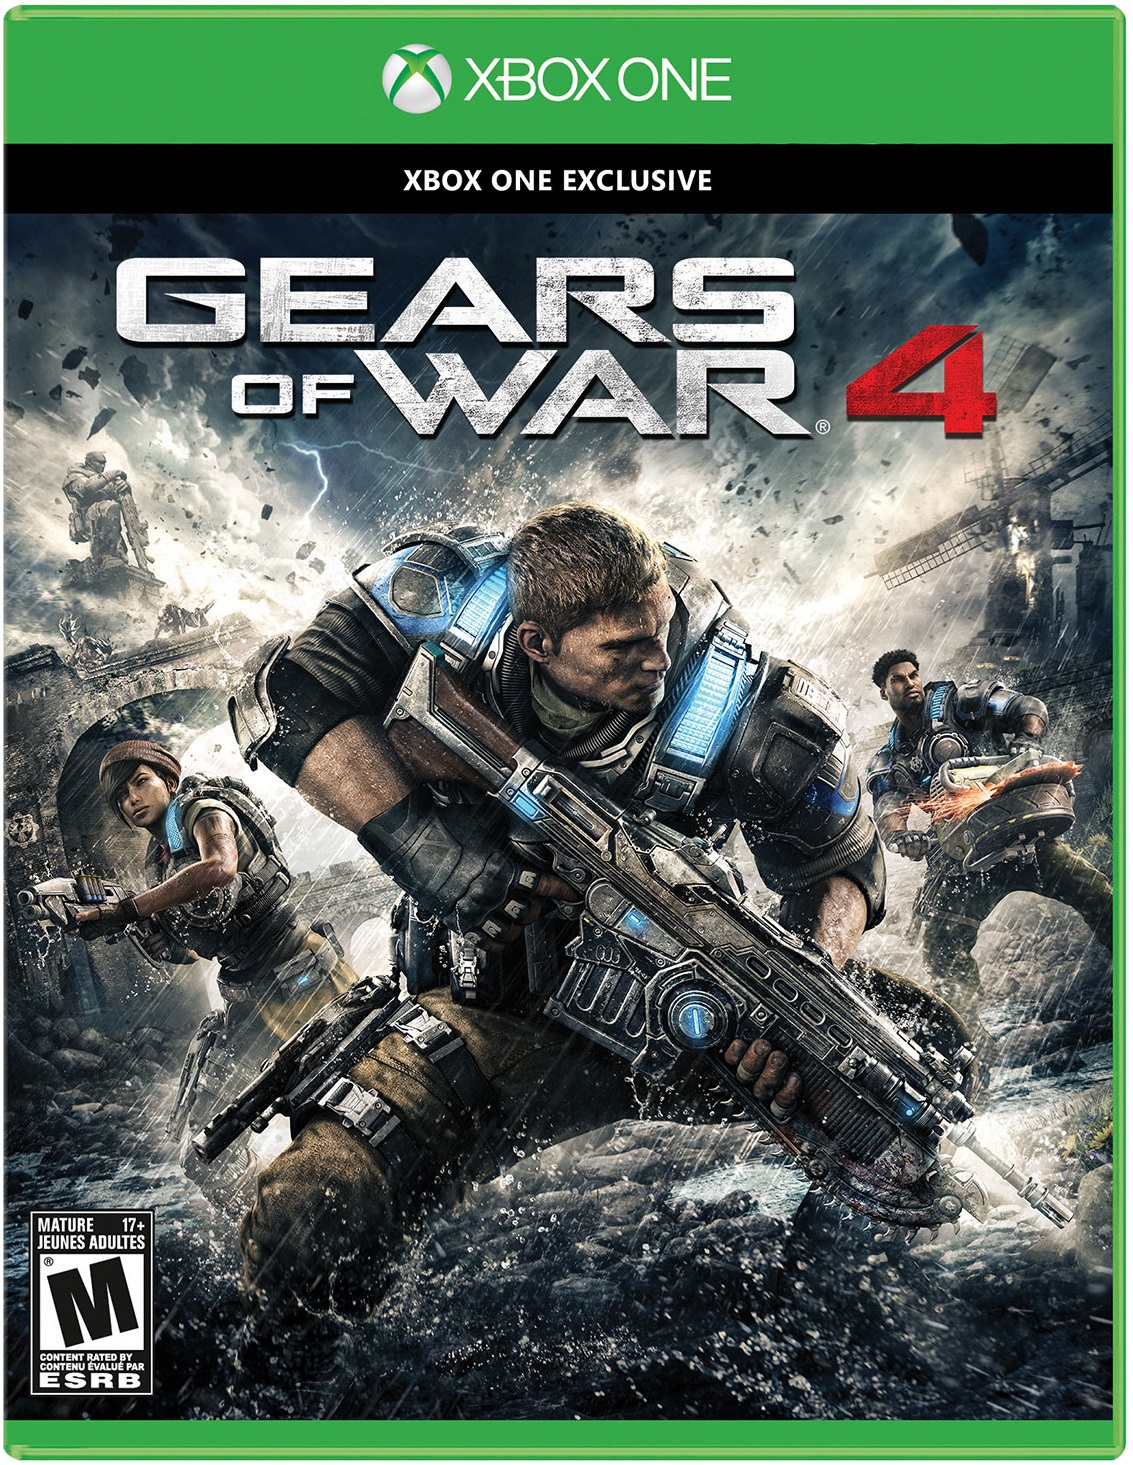 XBOX ONE
XBOX ONE EXCLUSIVE
GEARS
OF WAR® 4
MATURE 17+
JEUNES ADULTES
®
M
CONTENT RATED BY
CONTENU ÉVALUÉ PAR
ESRB